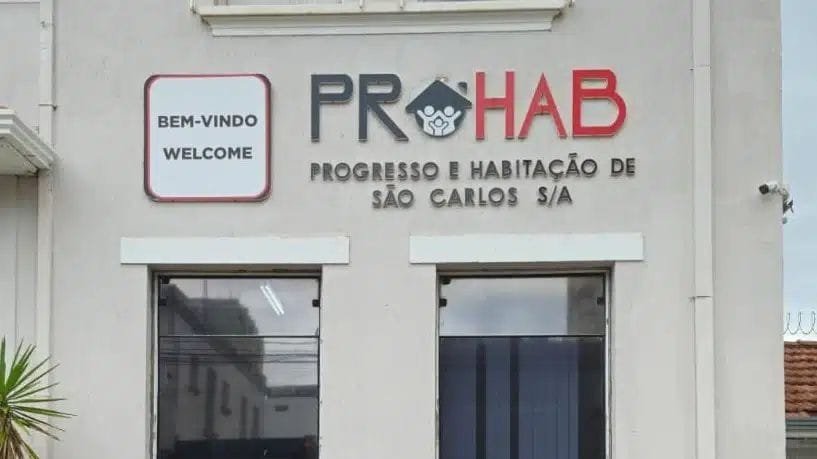 BEM-VINDO
WELCOME
PROHAB
PROGRESSO E HABITAÇÃO DE
SÃO CARLOS S/A